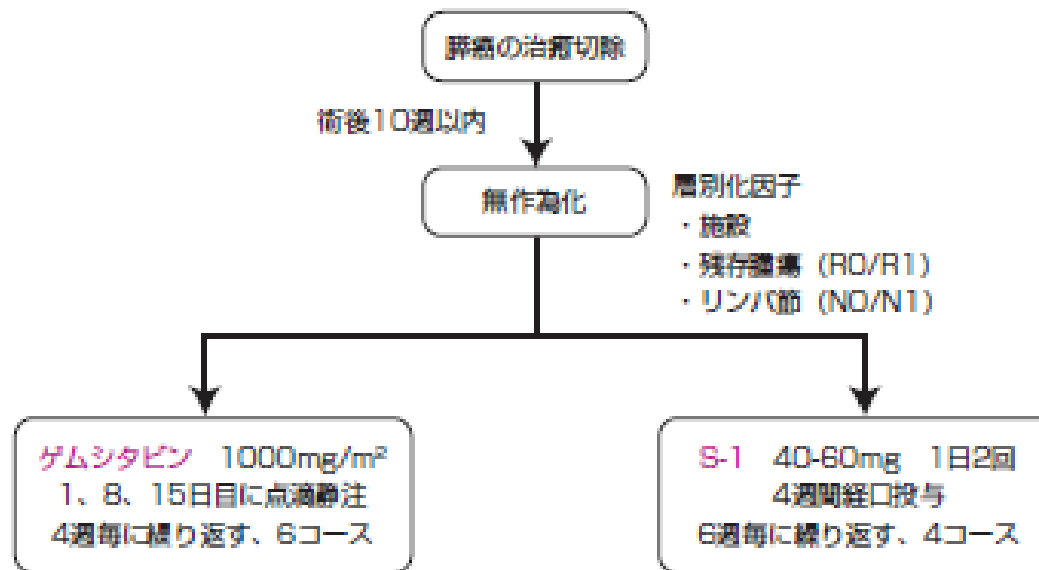 膵癌の治癒切除
術後10週以内
無作為化
層別化因子
・施設
・残存腫瘍（R0/R1）
・リンパ節（N0/N1）
ゲムシタビン　1000mg/m²
1、8、15日目に点滴静注
4週毎に繰り返す、6コース
S-1　40-60mg　1日2回
4週間経口投与
6週毎に繰り返す、4コース